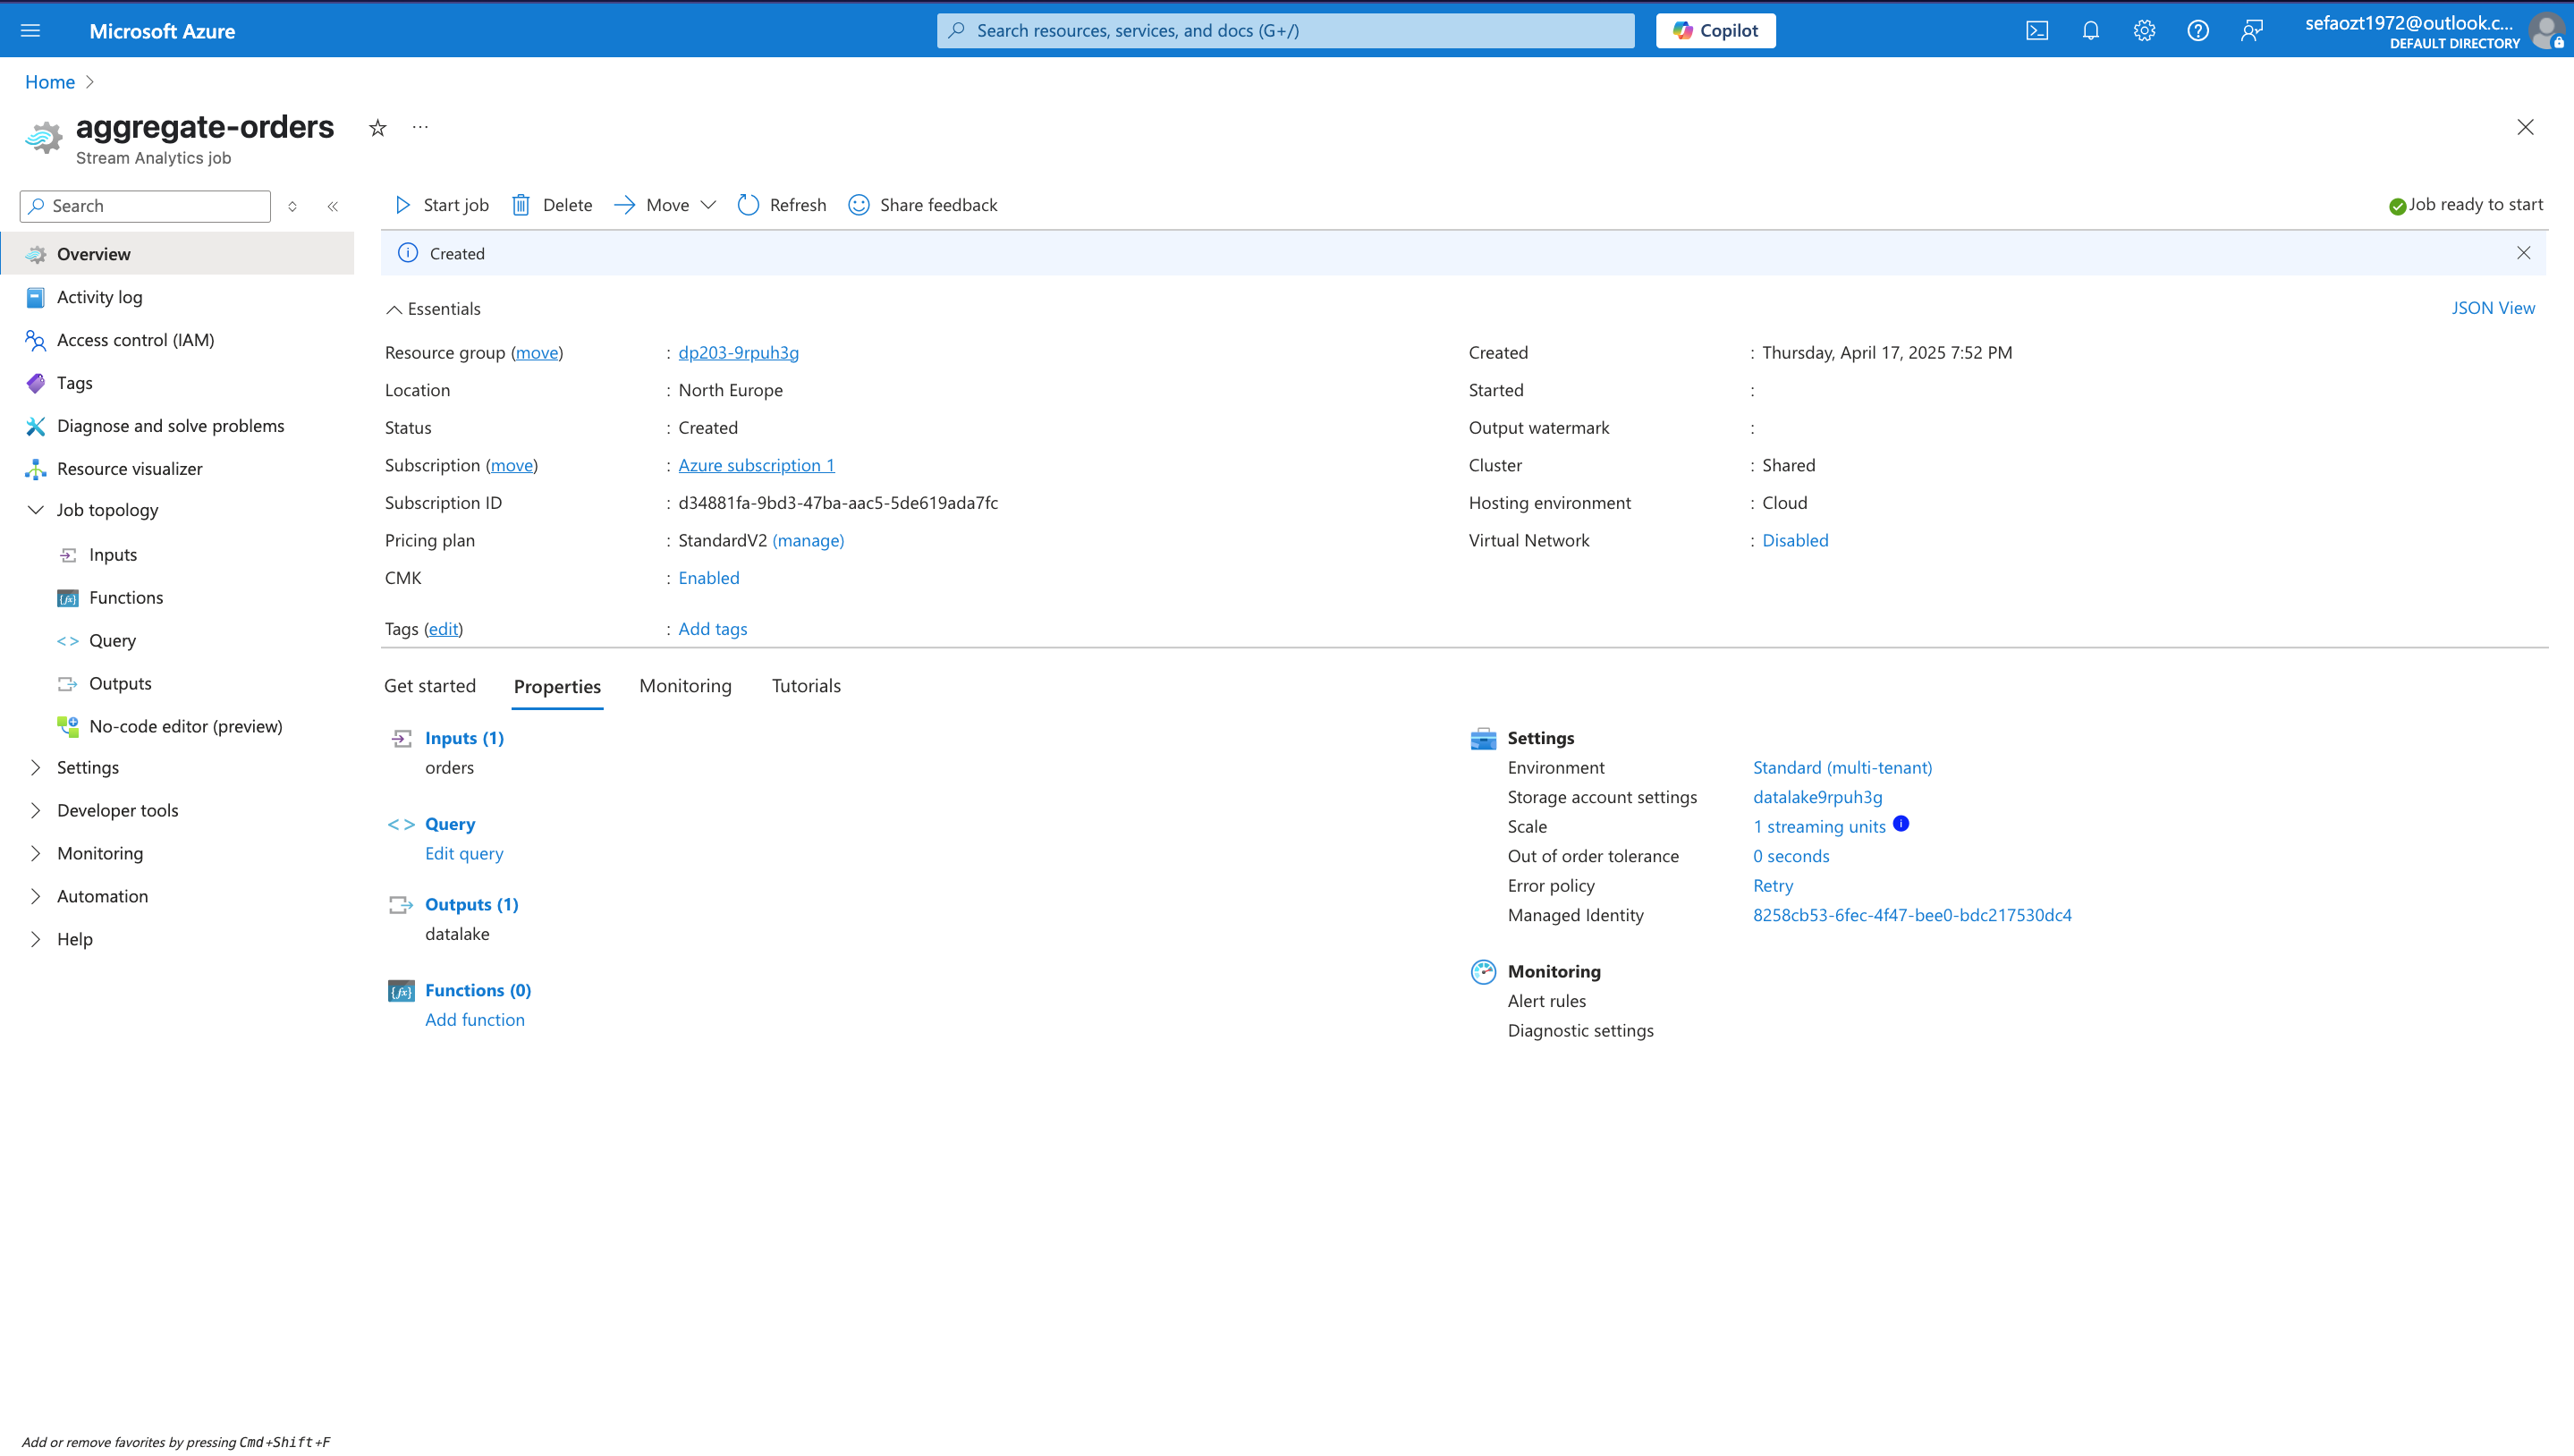 Microsoft Azure
Search resources, services, and docs (G+/)
Copilot
sefaozt1972@outlook.c...
DEFAULT DIRECTORY
Home
aggregate-orders
Stream Analytics job
Search
Start job
Delete
Move
Refresh
Share feedback
Job ready to start
Overview
Activity log
Access control (IAM)
Tags
Diagnose and solve problems
Resource visualizer
Job topology
Inputs
Functions
Query
Outputs
No-code editor (preview)
Settings
Developer tools
Monitoring
Automation
Help
Add or remove favorites by pressing Cmd+Shift+F
Created
Essentials
JSON View
Resource group (move) : dp203-9rpuh3g
Location : North Europe
Status : Created
Subscription (move) : Azure subscription 1
Subscription ID : d34881fa-9bd3-47ba-aac5-5de619ada7fc
Pricing plan : StandardV2 (manage)
CMK : Enabled
Tags (edit) : Add tags
Created : Thursday, April 17, 2025 7:52 PM
Started :
Output watermark :
Cluster : Shared
Hosting environment : Cloud
Virtual Network : Disabled
Get started
Properties
Monitoring
Tutorials
Inputs (1)
orders
Query
Edit query
Outputs (1)
datalake
Functions (0)
Add function
Settings
Environment Standard (multi-tenant)
Storage account settings datalake9rpuh3g
Scale 1 streaming units
Out of order tolerance 0 seconds
Error policy Retry
Managed Identity 8258cb53-6fec-4f47-bee0-bdc217530dc4
Monitoring
Alert rules
Diagnostic settings